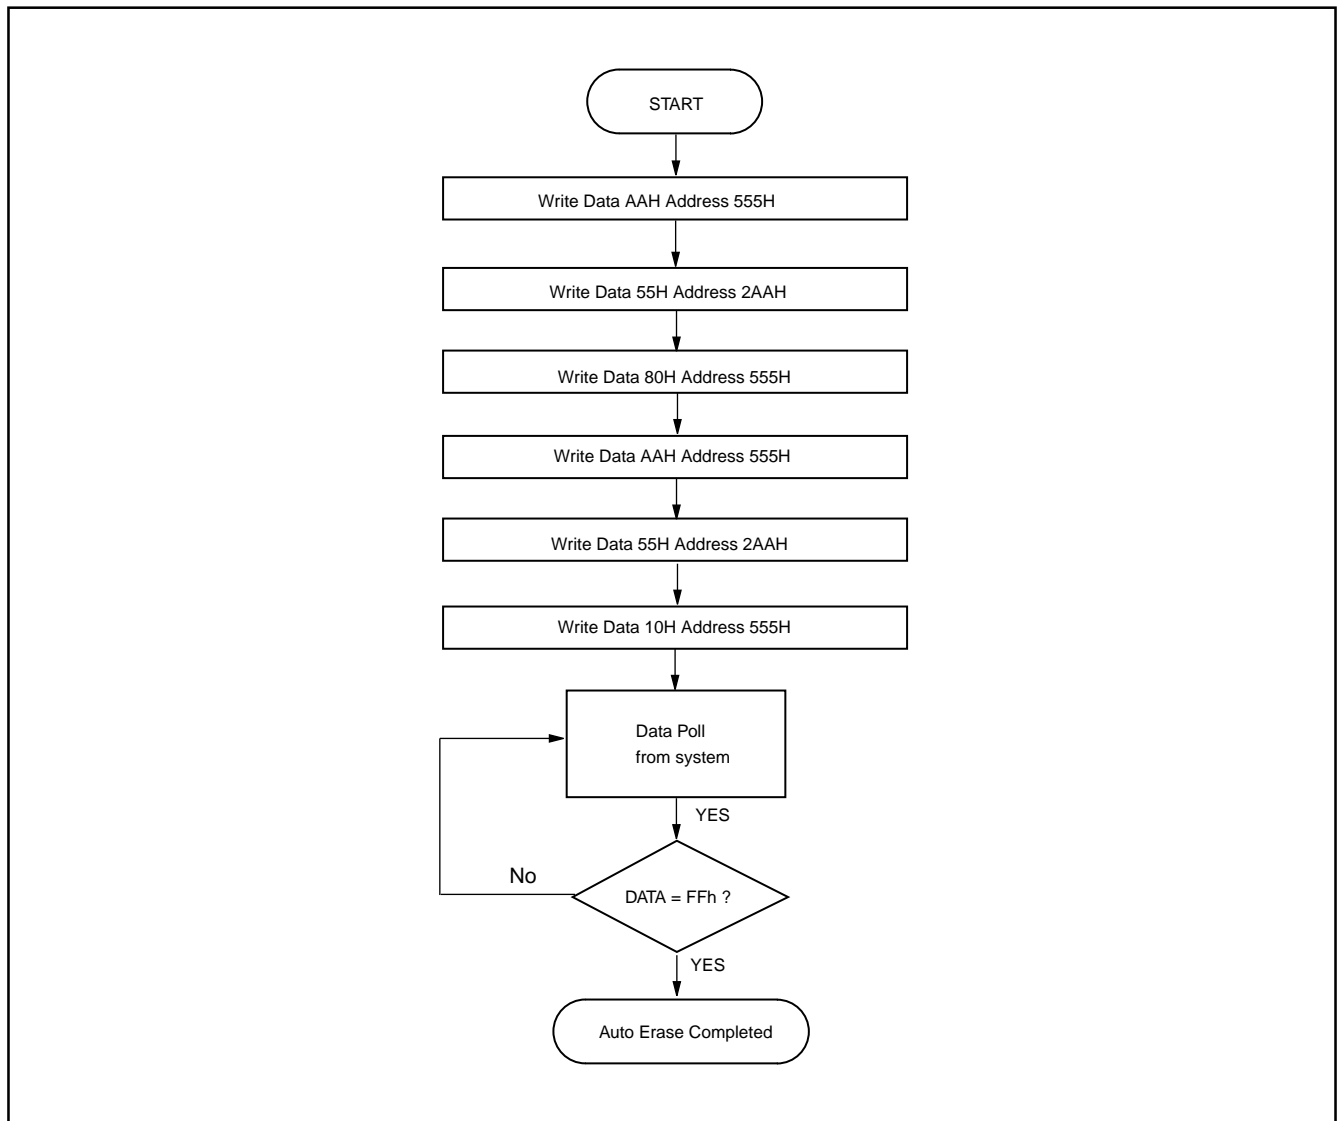 START
Write Data AAH Address 555H
Write Data 55H Address 2AAH
Write Data 80H Address 555H
Write Data AAH Address 555H
Write Data 55H Address 2AAH
Write Data 10H Address 555H
Data Poll
from system
YES
No
DATA = FFh ?
YES
Auto Erase Completed